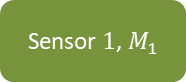 Sensor 1, M₁